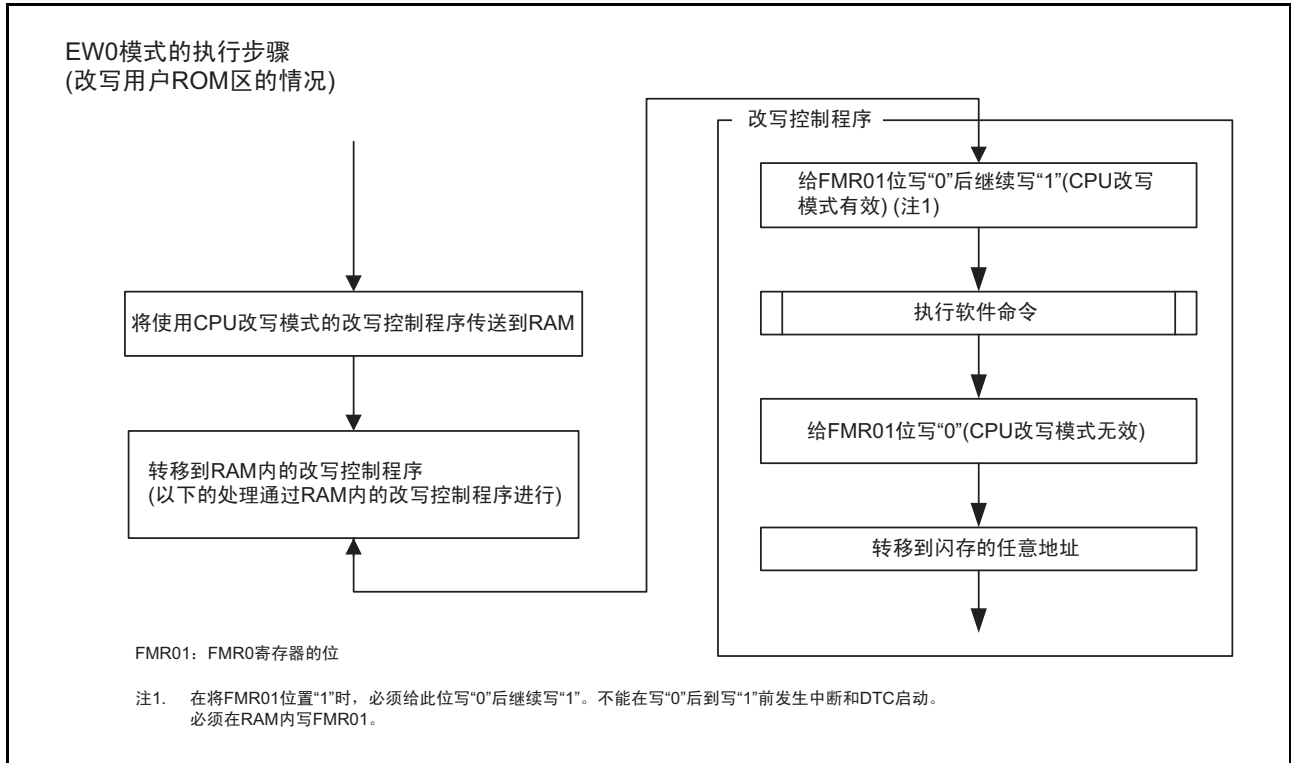 EW0模式的执行步骤
(改写用户ROM区的情况)
将使用CPU改写模式的改写控制程序传送到RAM
转移到RAM内的改写控制程序
(以下的处理通过RAM内的改写控制程序进行)
改写控制程序
给FMR01位写“0”后继续写“1”(CPU改写
模式有效) (注1)
执行软件命令
给FMR01位写“0”(CPU改写模式无效)
转移到闪存的任意地址
FMR01：FMR0寄存器的位
注1. 在将FMR01位置“1”时，必须给此位写“0”后继续写“1”。不能在写“0”后到写“1”前发生中断和DTC启动。
必须在RAM内写FMR01。